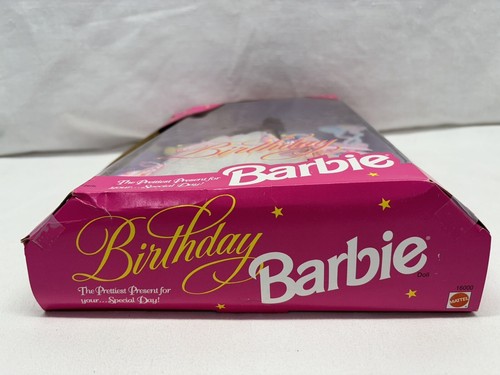 Birthday
The Prettiest Present for
your...Special Day!
Barbie®
Birthday
Barbie®
Doll
The Prettiest Present for
your...Special Day!
16000
MATTEL